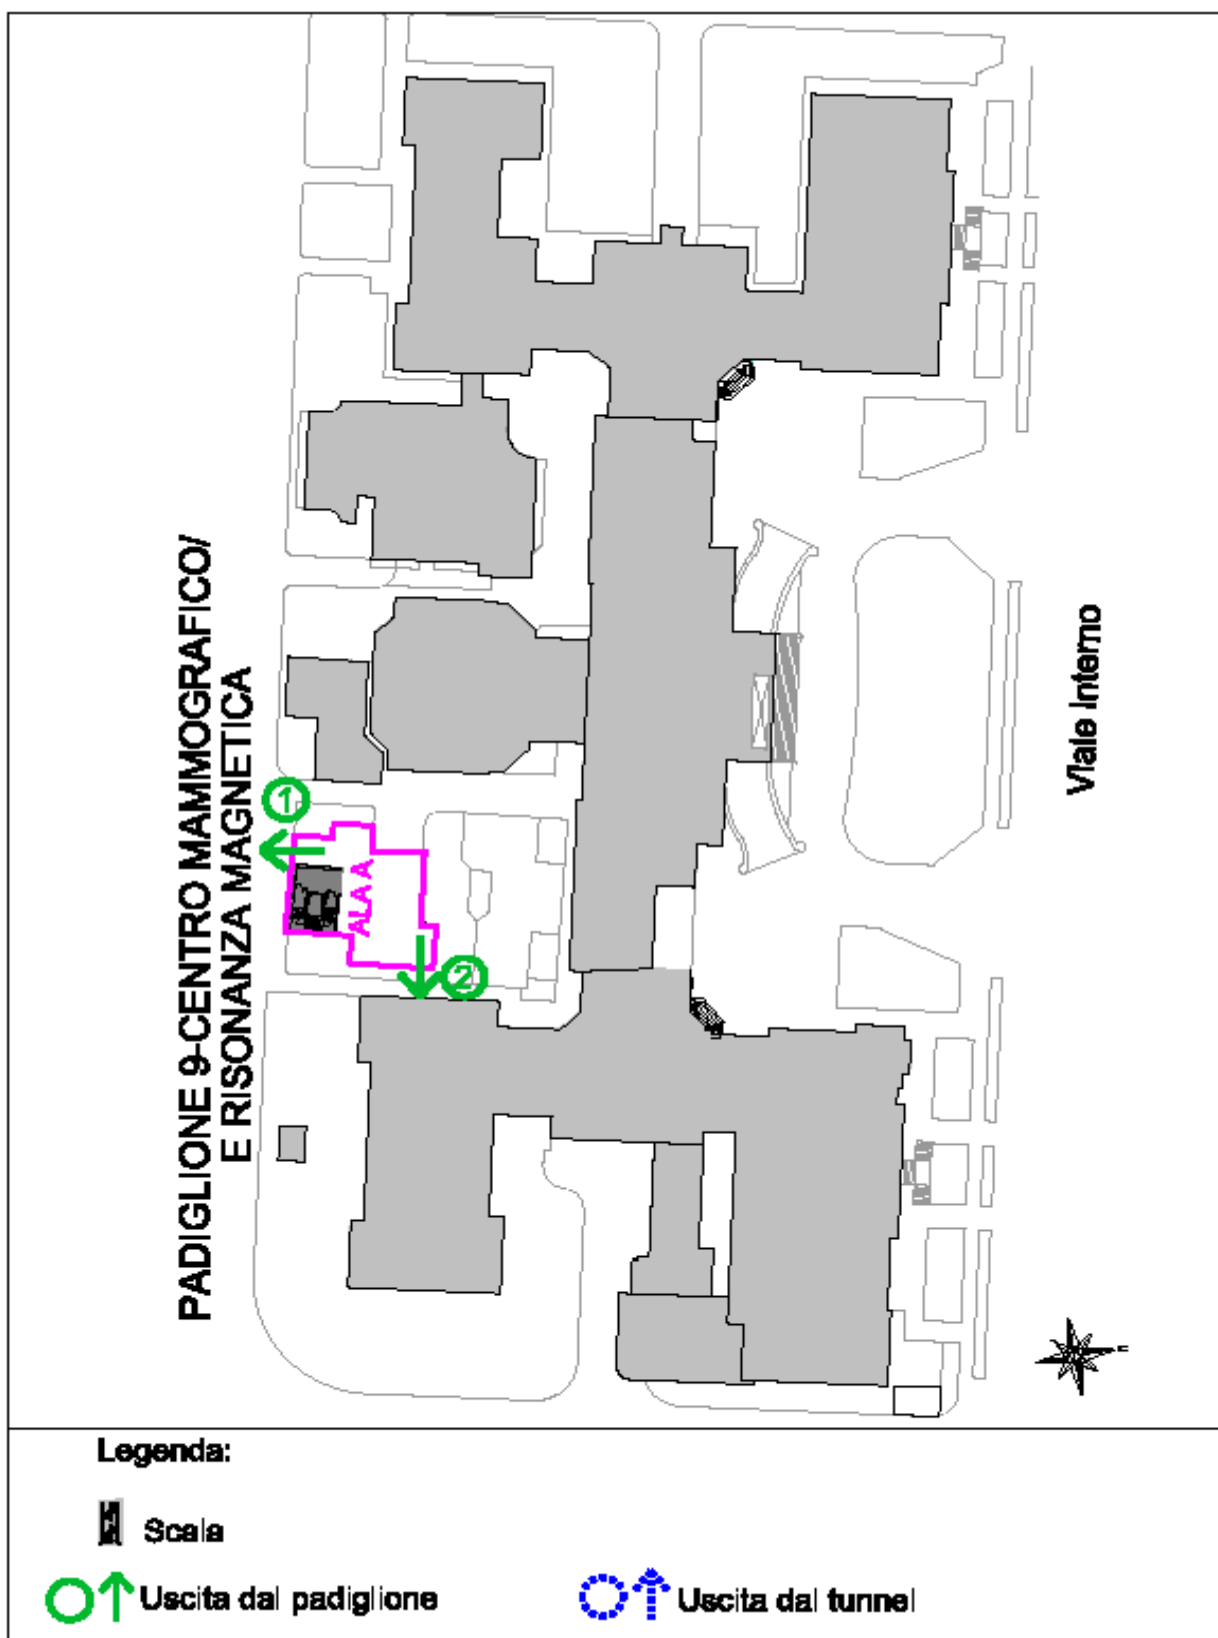 PADIGLIONE 9-CENTRO MAMMOGRAFICO/
E RISONANZA MAGNETICA
1
ALA A
2
Viale Interno
Legenda:
Scala
Uscita dal padiglione
Uscita dal tunnel